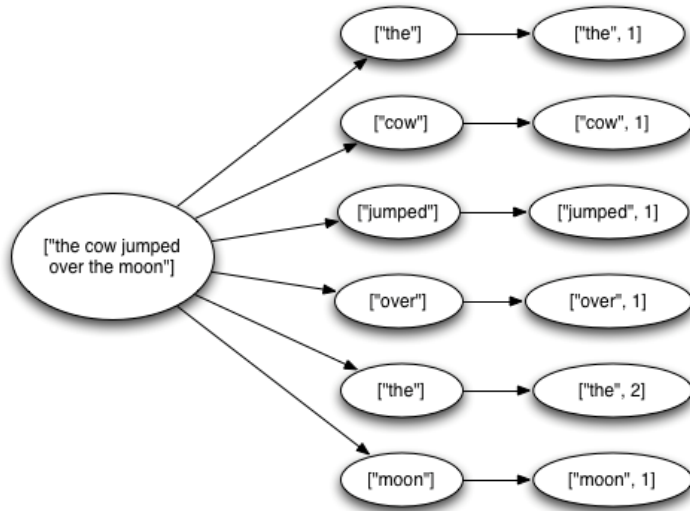 ["the cow jumped
over the moon"]
["the"]
["the", 1]
["cow"]
["cow", 1]
["jumped"]
["jumped", 1]
["over"]
["over", 1]
["the"]
["the", 2]
["moon"]
["moon", 1]